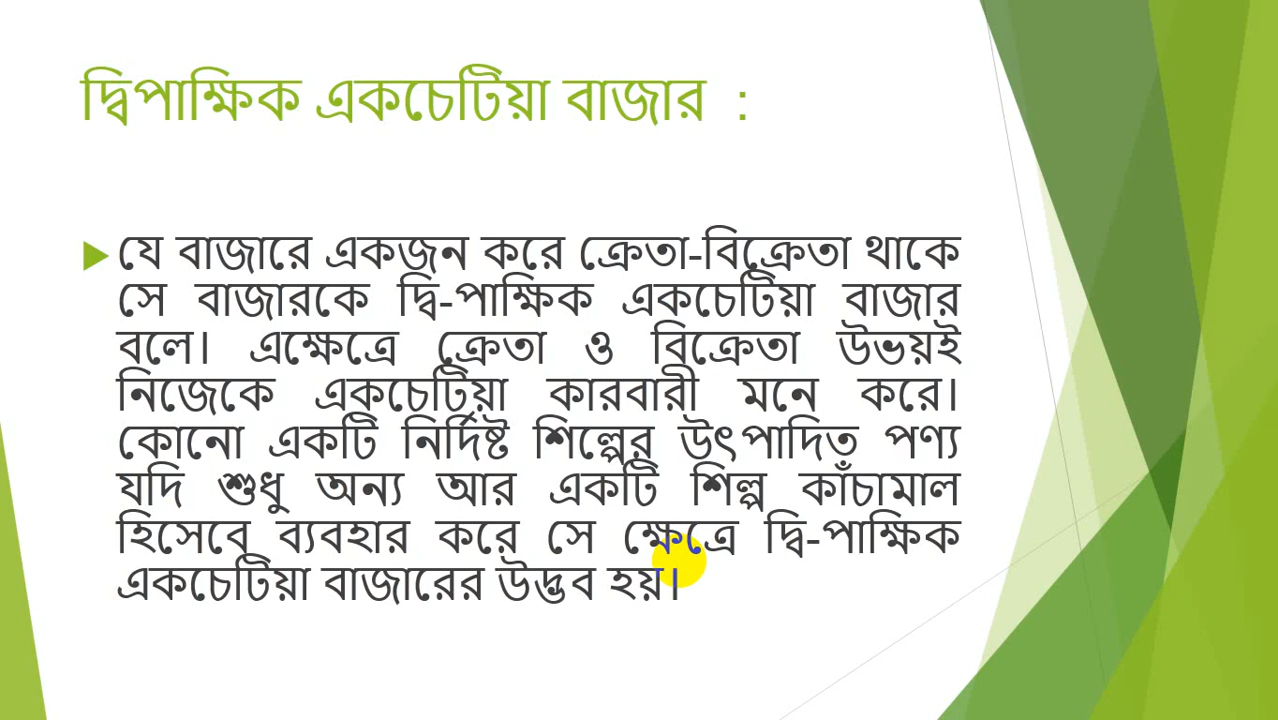 দ্বিপাক্ষিক একচেটিয়া বাজার :
যে বাজারে একজন করে ক্রেতা-বিক্রেতা থাকে
সে বাজারকে দ্বি-পাক্ষিক একচেটিয়া বাজার
বলে। এক্ষেত্রে ক্রেতা ও বিক্রেতা উভয়ই
নিজেকে একচেটিয়া কারবারী মনে করে।
কোনো একটি নির্দিষ্ট শিল্পের উৎপাদিত পণ্য
যদি শুধু অন্য আর একটি শিল্প কাঁচামাল
হিসেবে ব্যবহার করে সে ক্ষেত্রে দ্বি-পাক্ষিক
একচেটিয়া বাজারের উদ্ভব হয়।